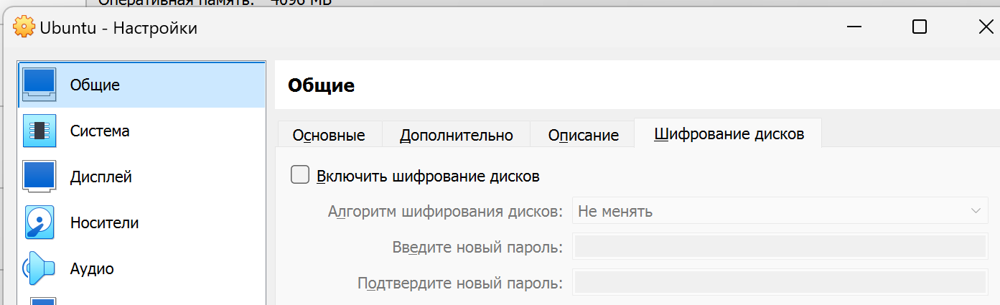 Оперативная память: 4096 МБ
Ubuntu - Настройки
Общие
Система
Дисплей
Носители
Аудио
Общие
Основные Дополнительно Описание Шифрование дисков
Включить шифрование дисков
Алгоритм шифирования дисков: Не менять
Введите новый пароль:
Подтвердите новый пароль: